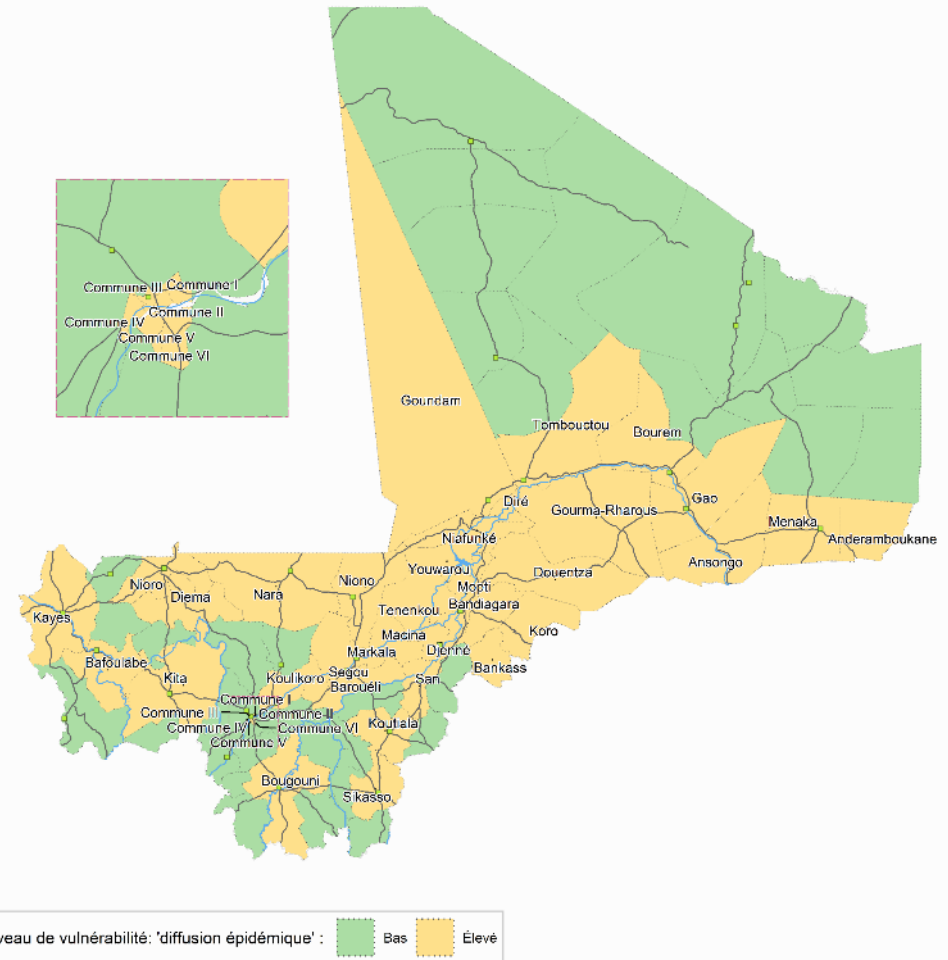 Commune III
Commune I
Commune II
Commune IV
Commune V
Commune VI
Goundam
Tombouctou
Bourem
Diré
Gourma-Rharous
Gao
Niafunké
Menaka
Anderamboukane
Youwarou
Douentza
Ansongo
Nioro
Niono
Mopti
Diema
Nara
Tenenkou
Bandiagara
Kayes
Koro
Macina
Djenné
Bafoulabe
Markala
Bankass
Kita
Koulikoro
Ségou
San
Barouéli
Commune I
Commune III
Commune II
Koutiala
Commune IV
Commune VI
Commune V
Bougouni
Sikasso
veau de vulnérabilité: 'diffusion épidémique' :
Bas
Élevé